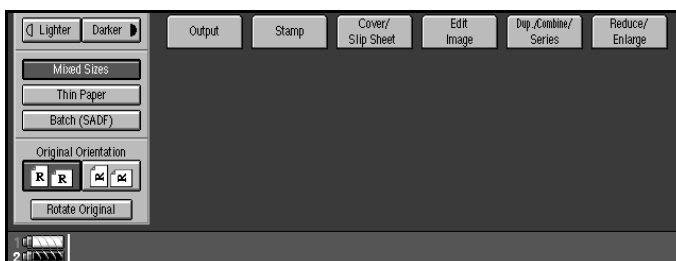 Lighter Darker
Output
Stamp
Cover/
Slip Sheet
Edit
Image
Dup./Combine/
Series
Reduce/
Enlarge
Mixed Sizes
Thin Paper
Batch (SADF)
Original Orientation
R R R R
Rotate Original
1
2